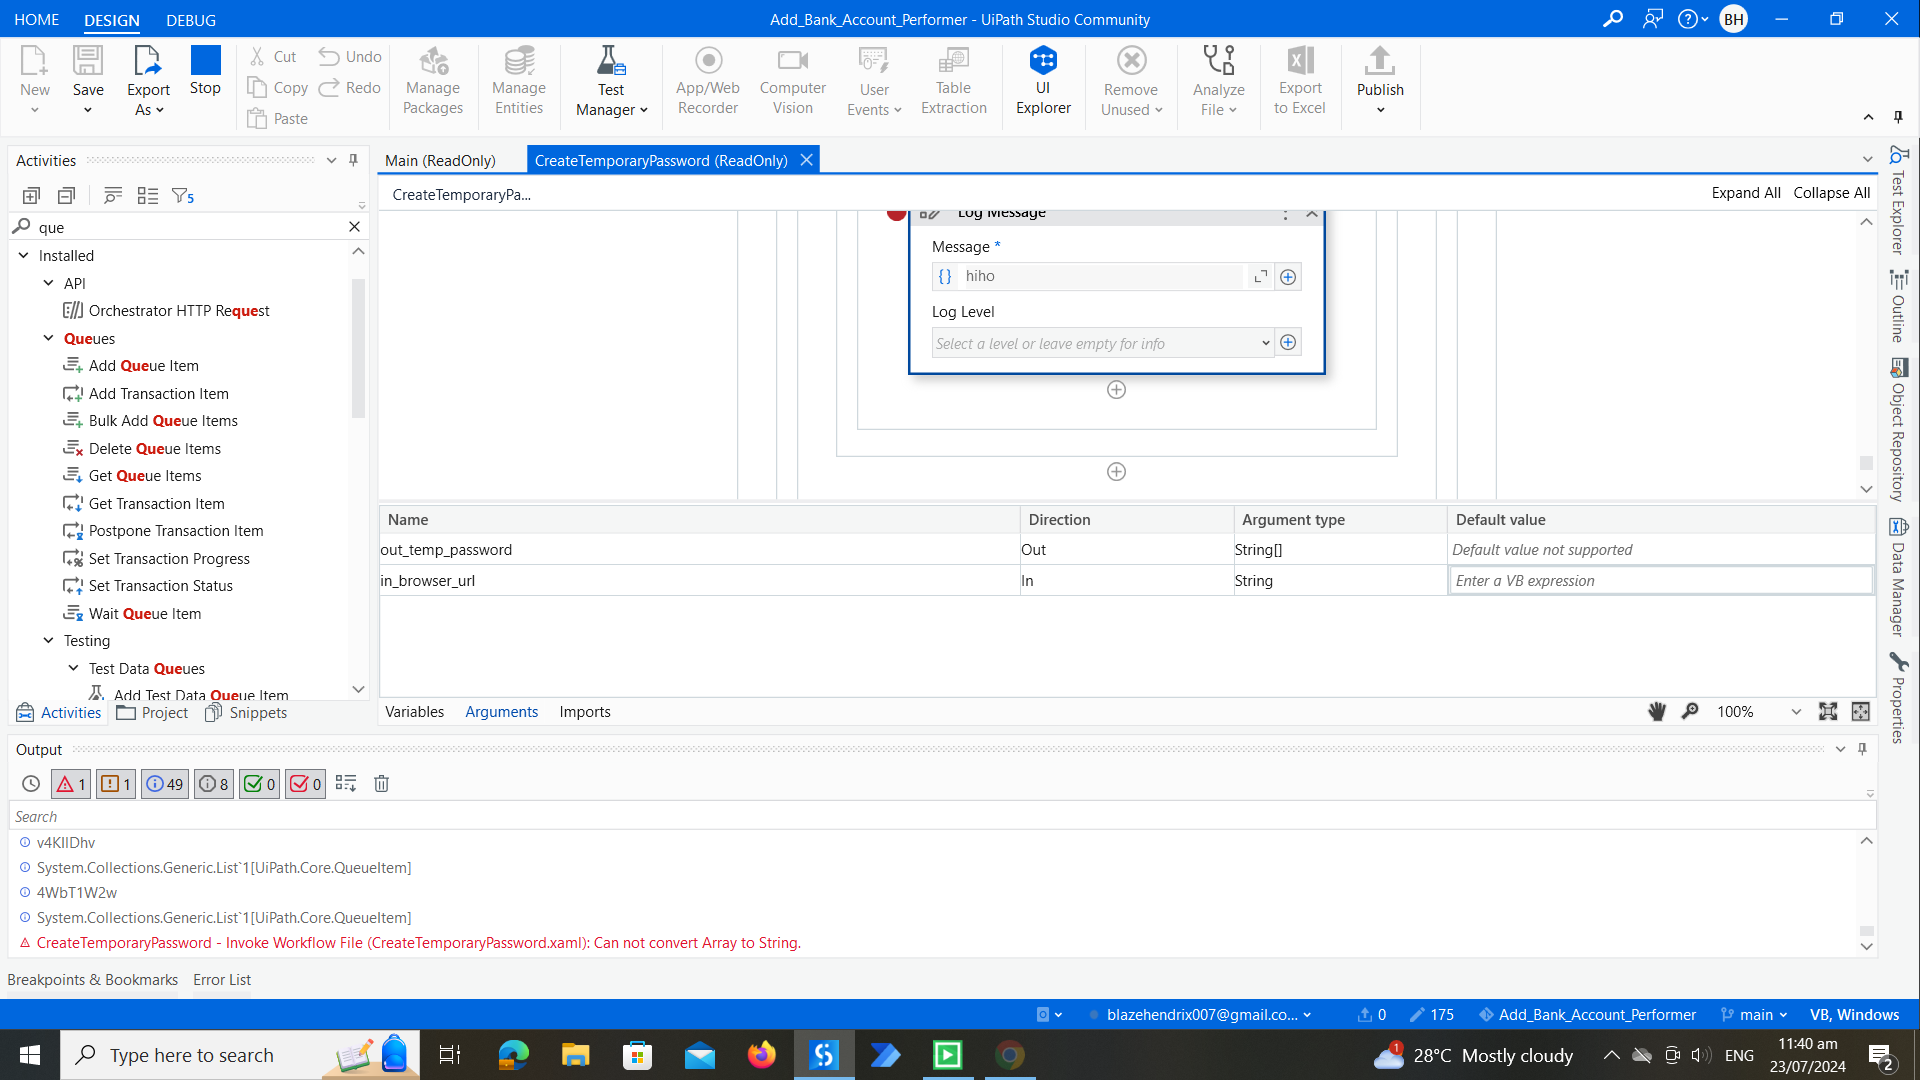 HOME DESIGN DEBUG Add_Bank_Account_Performer - UiPath Studio Community BH
New Save Export As Stop Cut Copy Paste Undo Redo Manage Packages Manage Entities Test Manager App/Web Recorder Computer Vision User Events Table Extraction UI Explorer Remove Unused Analyze File Export to Excel Publish
Activities
5
que
Installed
API
Orchestrator HTTP Request
Queues
Add Queue Item
Add Transaction Item
Bulk Add Queue Items
Delete Queue Items
Get Queue Items
Get Transaction Item
Postpone Transaction Item
Set Transaction Progress
Set Transaction Status
Wait Queue Item
Testing
Test Data Queues
Add Test Data Queue Item
Activities Project Snippets
Main (ReadOnly) CreateTemporaryPassword (ReadOnly)
CreateTemporaryPa... Expand All Collapse All
Log Message
Message *
hiho
Log Level
Select a level or leave empty for info
Name Direction Argument type Default value
out_temp_password Out String[] Default value not supported
in_browser_url In String Enter a VB expression
Variables Arguments Imports 100%
Test Explorer
Outline
Object Repository
Data Manager
Properties
Output
1 1 49 8 0 0
Search
v4KIIDhv
System.Collections.Generic.List`1[UiPath.Core.QueueItem]
4WbT1W2w
System.Collections.Generic.List`1[UiPath.Core.QueueItem]
CreateTemporaryPassword - Invoke Workflow File (CreateTemporaryPassword.xaml): Can not convert Array to String.
Breakpoints & Bookmarks Error List
blazehendrix007@gmail.co... 0 175 Add_Bank_Account_Performer main VB, Windows
Type here to search 1 28°C Mostly cloudy ENG 11:40 am
23/07/2024 2